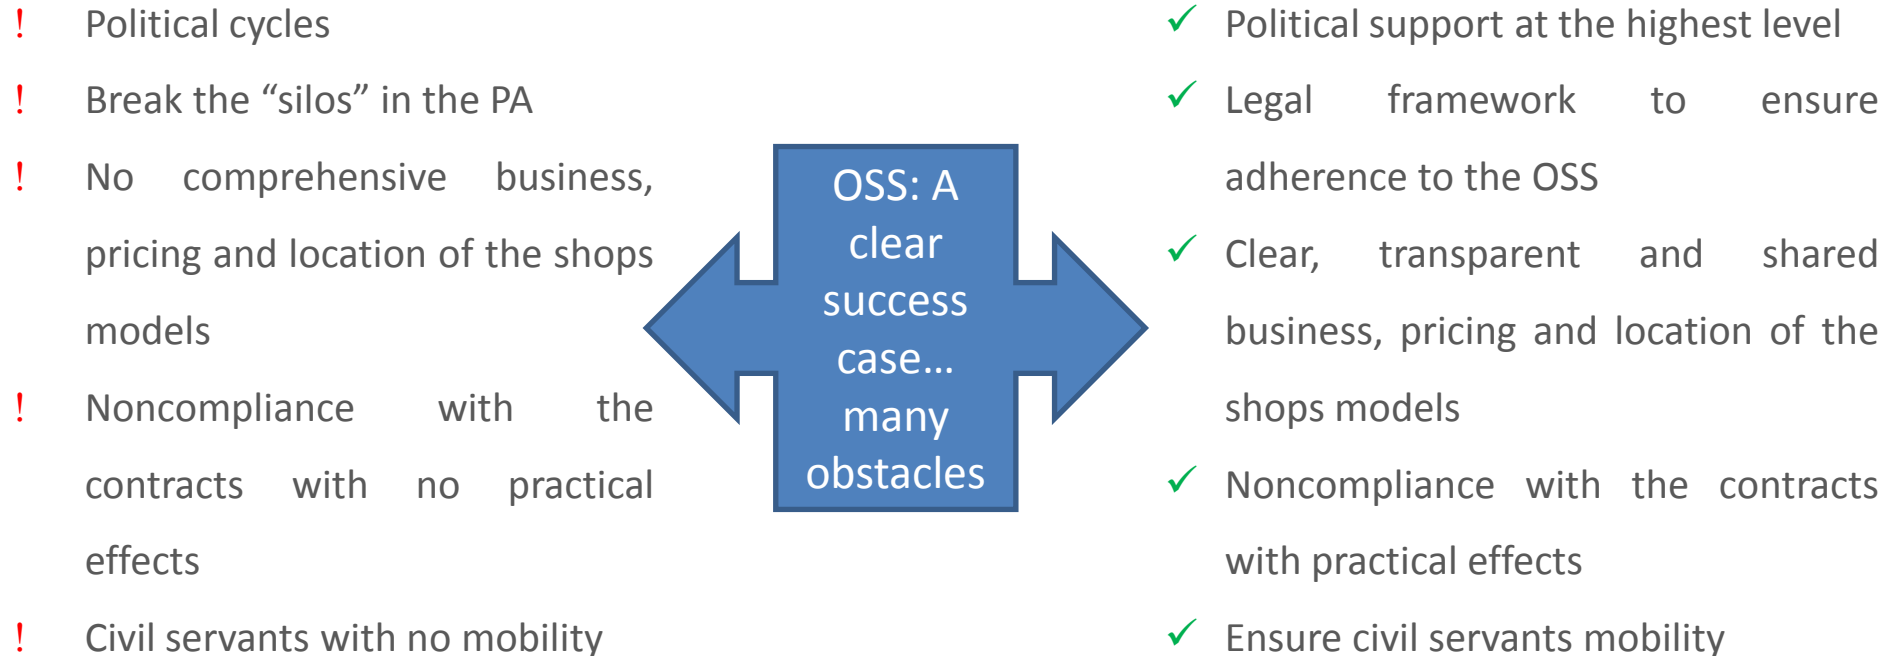 ! Political cycles
! Break the “silos” in the PA
! No comprehensive business,
pricing and location of the shops
models
! Noncompliance with the
contracts with no practical
effects
! Civil servants with no mobility
OSS: A
clear
success
case…
many
obstacles
✓ Political support at the highest level
✓ Legal framework to ensure
adherence to the OSS
✓ Clear, transparent and shared
business, pricing and location of the
shops models
✓ Noncompliance with the contracts
with practical effects
✓ Ensure civil servants mobility